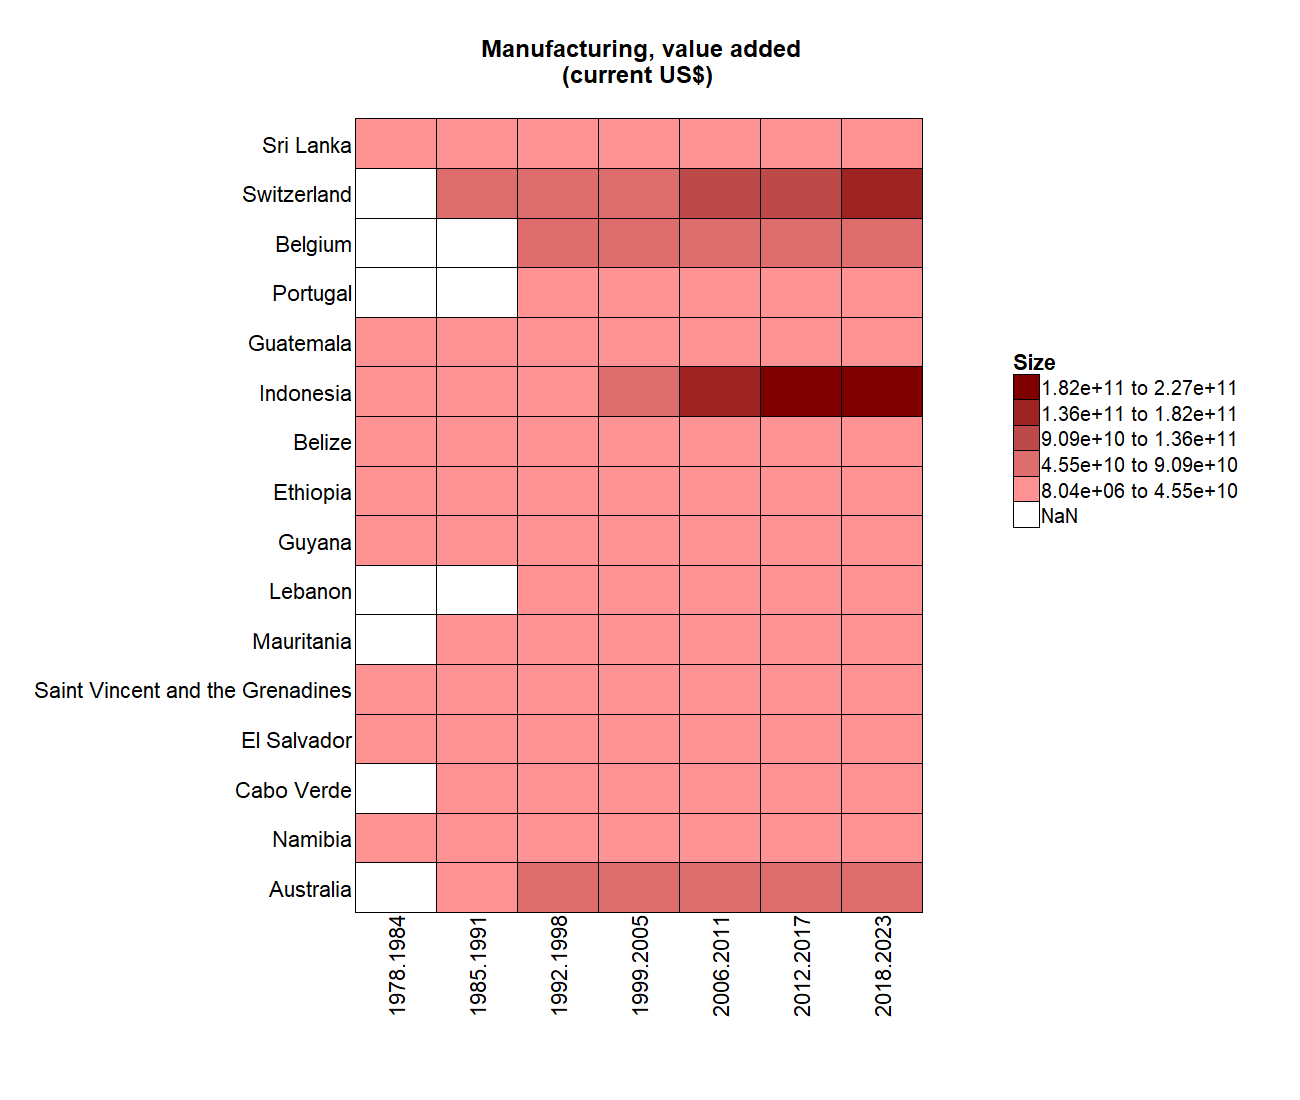 Manufacturing, value added
(current US$)
Sri Lanka
Switzerland
Belgium
Portugal
Guatemala
Indonesia
Belize
Ethiopia
Guyana
Lebanon
Mauritania
Saint Vincent and the Grenadines
El Salvador
Cabo Verde
Namibia
Australia
1978.1984
1985.1991
1992.1998
1999.2005
2006.2011
2012.2017
2018.2023
Size
1.82e+11 to 2.27e+11
1.36e+11 to 1.82e+11
9.09e+10 to 1.36e+11
4.55e+10 to 9.09e+10
8.04e+06 to 4.55e+10
NaN